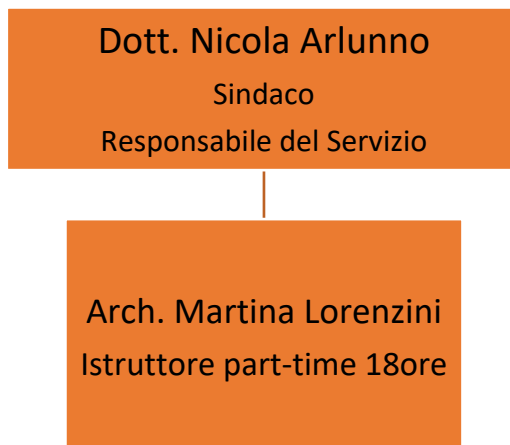 Dott. Nicola Arlunno
Sindaco
Responsabile del Servizio
Arch. Martina Lorenzini
Istruttore part-time 18ore